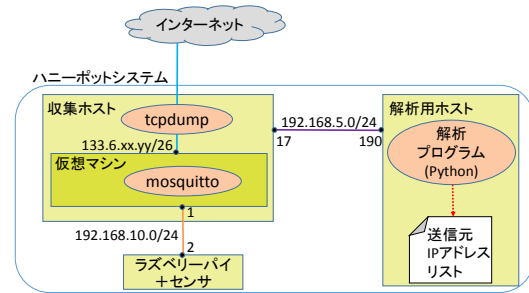 インターネット
ハニーポットシステム
収集ホスト
tcpdump
133.6.xx.yy/26
仮想マシン
mosquitto
1
192.168.10.0/24
2
ラズベリーパイ
+センサ
192.168.5.0/24
17
190
解析用ホスト
解析
プログラム
(Python)
送信元
IPアドレス
リスト